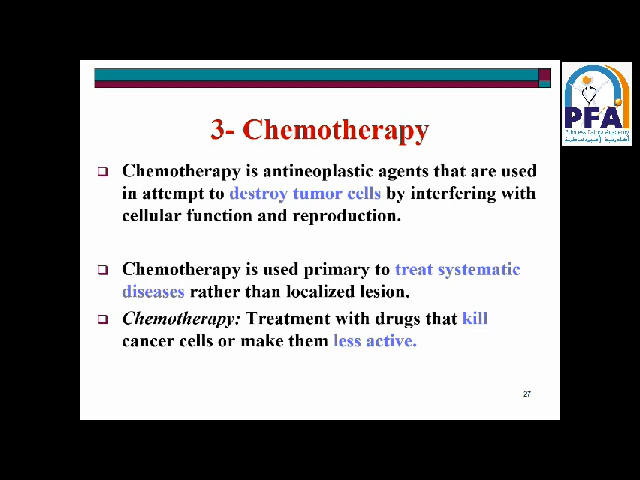 PFA
3- Chemotherapy
Chemotherapy is antineoplastic agents that are used
in attempt to destroy tumor cells by interfering with
cellular function and reproduction.
Chemotherapy is used primary to treat systematic
diseases rather than localized lesion.
Chemotherapy: Treatment with drugs that kill
cancer cells or make them less active.
27